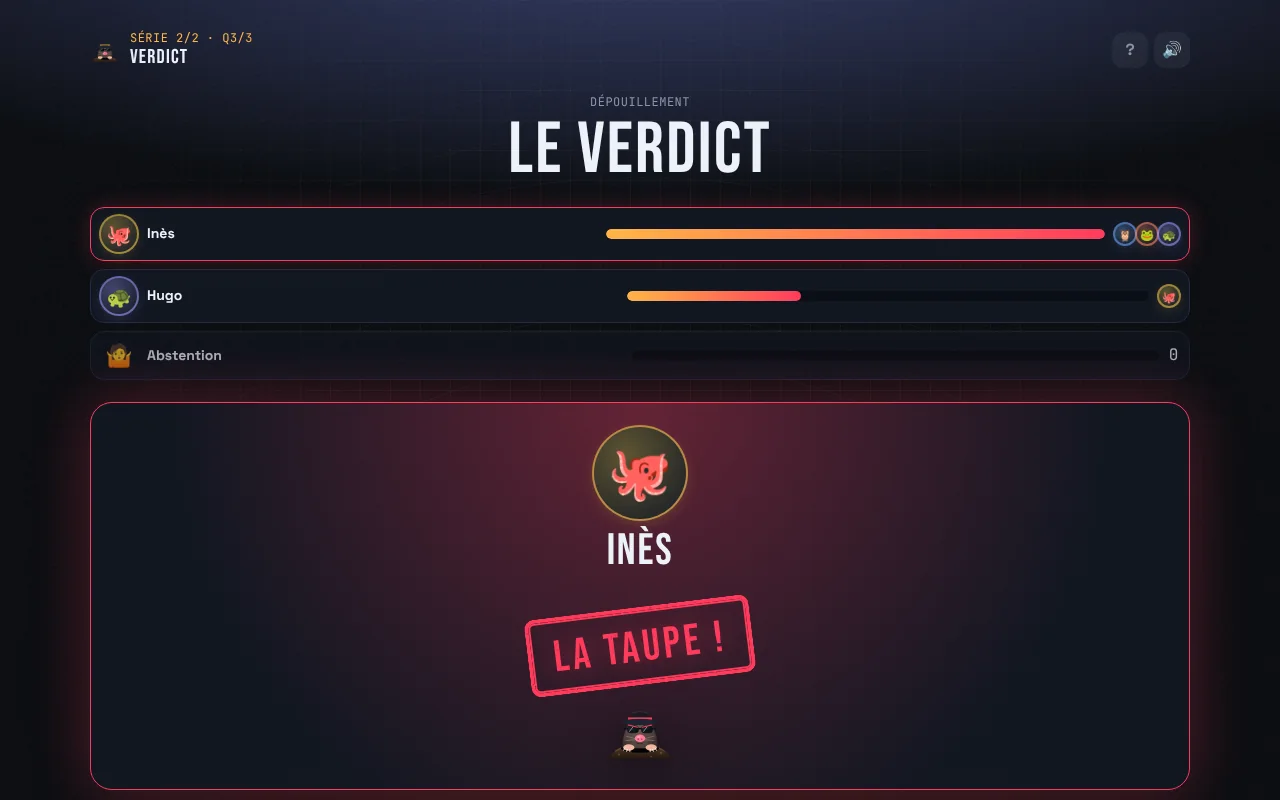 SÉRIE 2/2 · Q3/3
VERDICT
?
DÉPOUILLEMENT
LE VERDICT
Inès
Hugo
Abstention
0
INÈS
LA TAUPE !